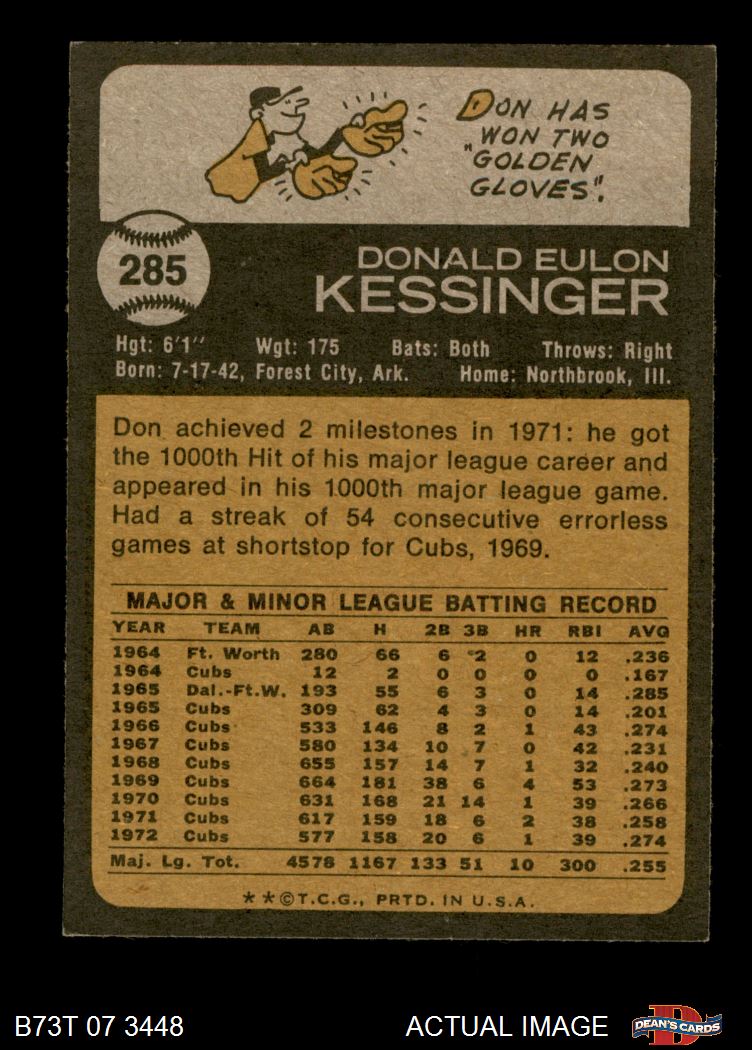 DON HAS
WON TWO
"GOLDEN
GLOVES".
285
DONALD EULON
KESSINGER
Hgt: 6'1" Wgt: 175 Bats: Both Throws: Right
Born: 7-17-42, Forest City, Ark. Home: Northbrook, Ill.
Don achieved 2 milestones in 1971: he got
the 1000th Hit of his major league career and
appeared in his 1000th major league game.
Had a streak of 54 consecutive errorless
games at shortstop for Cubs, 1969.
MAJOR & MINOR LEAGUE BATTING RECORD
YEAR TEAM AB H 2B 3B HR RBI AVG
1964 Ft. Worth 280 66 6 2 0 12 .236
1964 Cubs 12 2 0 0 0 0 .167
1965 Dal.-Ft.W. 193 55 6 3 0 14 .285
1965 Cubs 309 62 4 3 0 14 .201
1966 Cubs 533 146 8 2 1 43 .274
1967 Cubs 580 134 10 7 0 42 .231
1968 Cubs 655 157 14 7 1 32 .240
1969 Cubs 664 181 38 6 4 53 .273
1970 Cubs 631 168 21 14 1 39 .266
1971 Cubs 617 159 18 6 2 38 .258
1972 Cubs 577 158 20 6 1 39 .274
Maj. Lg. Tot. 4578 1167 133 51 10 300 .255
**©T.C.G., PRTD. IN U.S.A.
B73T 07 3448 ACTUAL IMAGE D DEAN'S CARDS